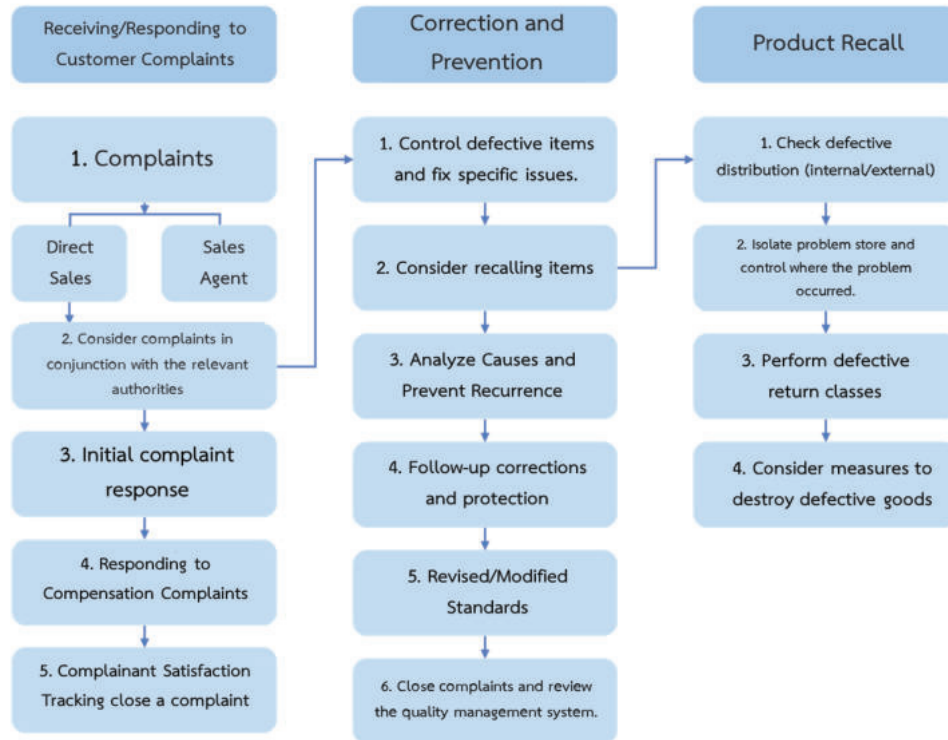 Receiving/Responding to
Customer Complaints
1. Complaints
Direct
Sales
Sales
Agent
2. Consider complaints in
conjunction with the relevant
authorities
3. Initial complaint
response
4. Responding to
Compensation Complaints
5. Complainant Satisfaction
Tracking close a complaint
Correction and
Prevention
1. Control defective items
and fix specific issues.
2. Consider recalling items
3. Analyze Causes and
Prevent Recurrence
4. Follow-up corrections
and protection
5. Revised/Modified
Standards
6. Close complaints and review
the quality management system.
Product Recall
1. Check defective
distribution (internal/external)
2. Isolate problem store and
control where the problem
occurred.
3. Perform defective
return classes
4. Consider measures to
destroy defective goods